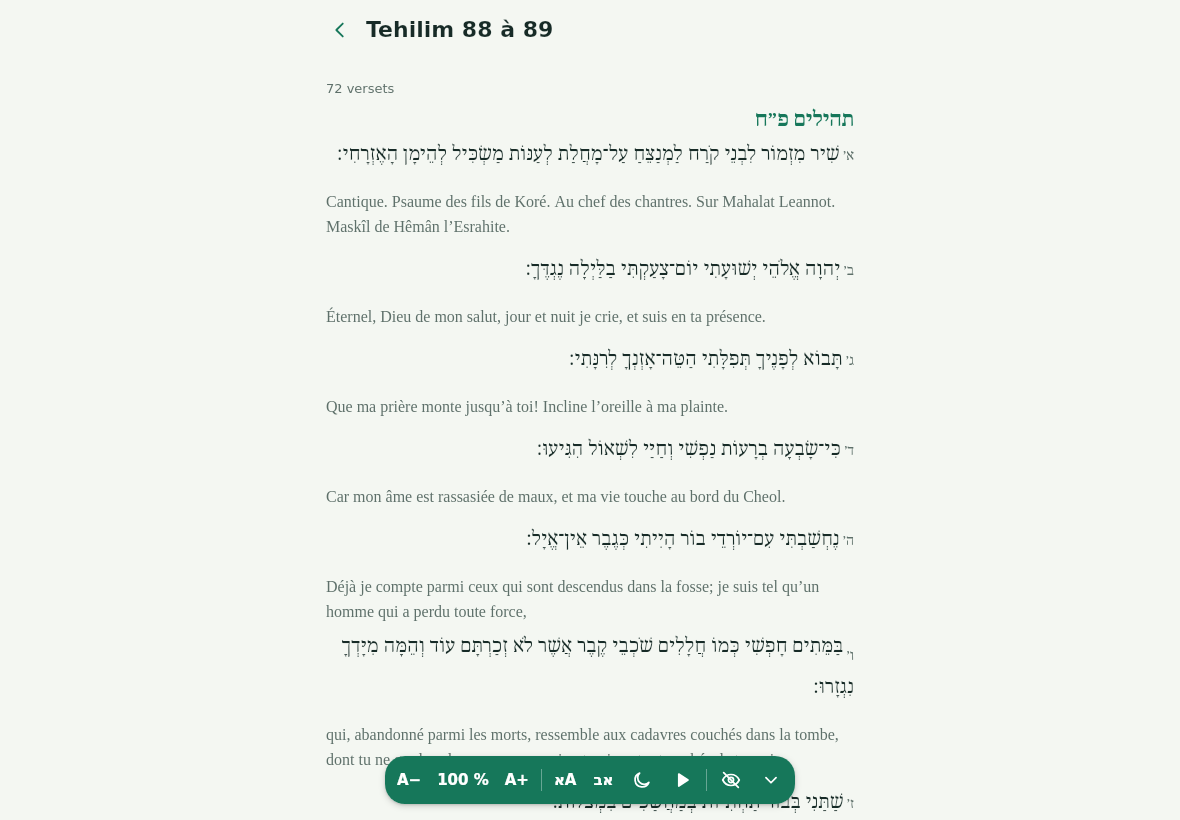 Tehilim 88 à 89
72 versets
תהילים פ״ח
א׳ שִׁיר מִזְמוֹר לִבְנֵי קֹרַח לַמְנַצֵּחַ עַל־מָחֲלַת לְעַנּוֹת מַשְׂכִּיל לְהֵימָן הָאֶזְרָחִי:
Cantique. Psaume des fils de Koré. Au chef des chantres. Sur Mahalat Leannot.
Maskîl de Hêmân l’Esrahite.
ב׳ יְהוָה אֱלֹהֵי יְשׁוּעָתִי יוֹם־צָעַקְתִּי בַלַּיְלָה נֶגְדֶּךָ:
Éternel, Dieu de mon salut, jour et nuit je crie, et suis en ta présence.
ג׳ תָּבוֹא לְפָנֶיךָ תְּפִלָּתִי הַטֵּה־אָזְנְךָ לְרִנָּתִי:
Que ma prière monte jusqu’à toi! Incline l’oreille à ma plainte.
ד׳ כִּי־שָׂבְעָה בְרָעוֹת נַפְשִׁי וְחַיַּי לִשְׁאוֹל הִגִּיעוּ:
Car mon âme est rassasiée de maux, et ma vie touche au bord du Cheol.
ה׳ נֶחְשַׁבְתִּי עִם־יוֹרְדֵי בוֹר הָיִיתִי כְּגֶבֶר אֵין־אֱיָל:
Déjà je compte parmi ceux qui sont descendus dans la fosse; je suis tel qu’un
homme qui a perdu toute force,
ו׳ בַּמֵּתִים חָפְשִׁי כְּמוֹ חֲלָלִים שֹׁכְבֵי קֶבֶר אֲשֶׁר לֹא זְכַרְתָּם עוֹד וְהֵמָּה מִיָּדְךָ
נִגְזָרוּ:
qui, abandonné parmi les morts, ressemble aux cadavres couchés dans la tombe,
dont tu ne
A− 100 % A+ אA אב
ז׳ שַׁתַּנִי